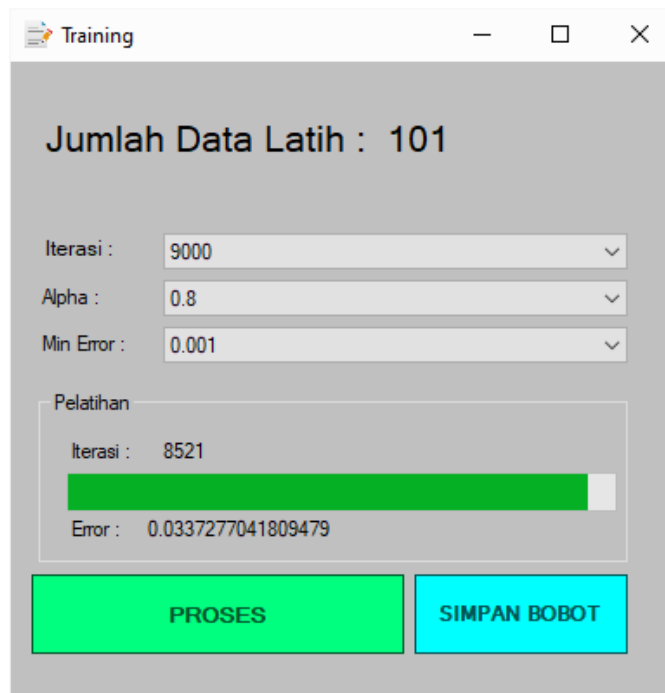 Training
Jumlah Data Latih : 101
Iterasi : 9000
Alpha : 0.8
Min Error : 0.001
Pelatihan
Iterasi : 8521
Error : 0.0337277041809479
PROSES
SIMPAN BOBOT